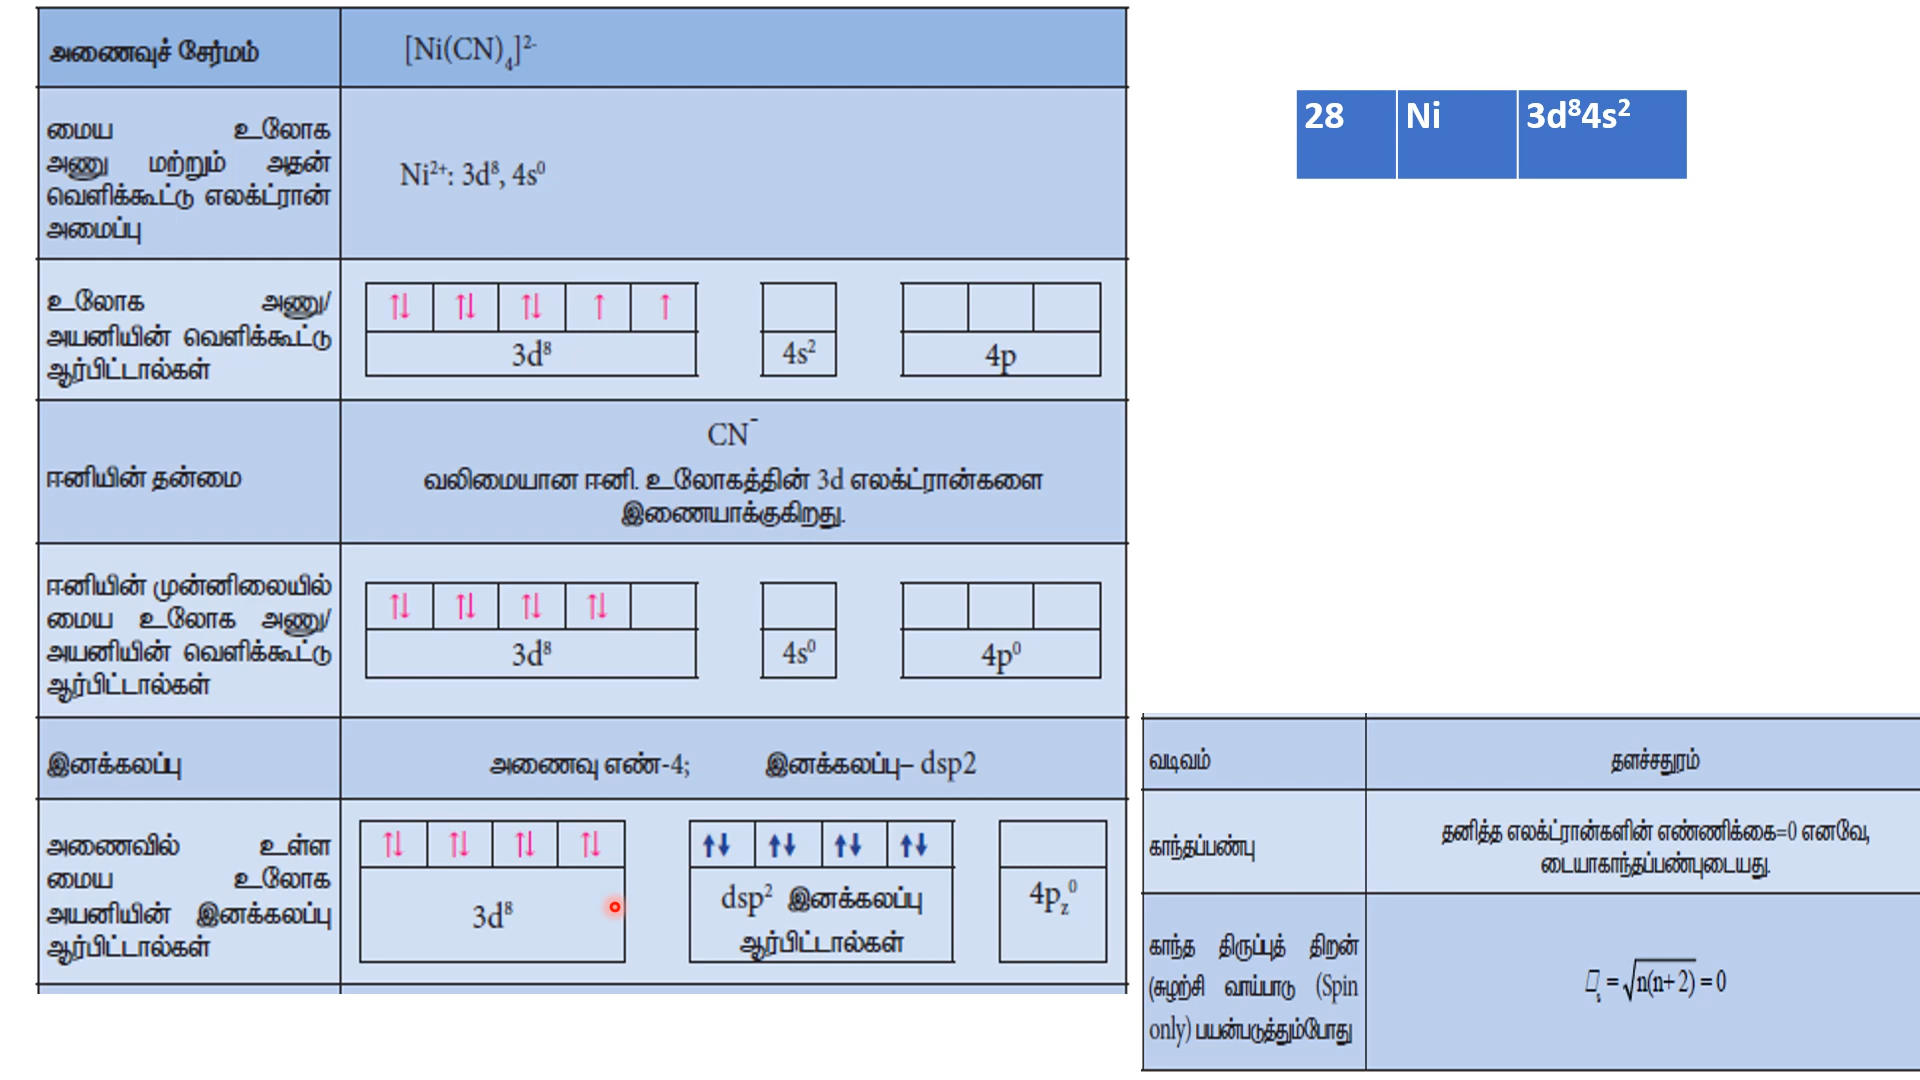 அணைவுச் சேர்மம்
[Ni(CN)₄]²⁻
மைய உலோக
அணு மற்றும் அதன்
வெளிக்கூட்டு எலக்ட்ரான்
அமைப்பு
Ni²⁺: 3d⁸, 4s⁰
உலோக அணு/
அயனியின் வெளிக்கூட்டு
ஆர்பிட்டால்கள்
↑↓ ↑↓ ↑↓ ↑ ↑
3d⁸ 4s² 4p
ஈனியின் தன்மை
CN⁻
வலிமையான ஈனி. உலோகத்தின் 3d எலக்ட்ரான்களை
இணையாக்குகிறது.
ஈனியின் முன்னிலையில்
மைய உலோக அணு/
அயனியின் வெளிக்கூட்டு
ஆர்பிட்டால்கள்
↑↓ ↑↓ ↑↓ ↑↓
3d⁸ 4s⁰ 4p⁰
இனக்கலப்பு
அணைவு எண்-4; இனக்கலப்பு– dsp2
அணைவில் உள்ள
மைய உலோக
அயனியின் இனக்கலப்பு
ஆர்பிட்டால்கள்
↑↓ ↑↓ ↑↓ ↑↓
3d⁸
↑↓ ↑↓ ↑↓ ↑↓
dsp² இனக்கலப்பு
ஆர்பிட்டால்கள்
4p_z⁰
28 Ni 3d⁸4s²
வடிவம்
தளச்சதுரம்
காந்தப்பண்பு
தனித்த எலக்ட்ரான்களின் எண்ணிக்கை=0 எனவே,
டையாகாந்தப்பண்புடையது.
காந்த திருப்புத் திறன்
(சுழற்சி வாய்பாடு (Spin
only) பயன்படுத்தும்போது
□ₛ = √n(n+2) = 0